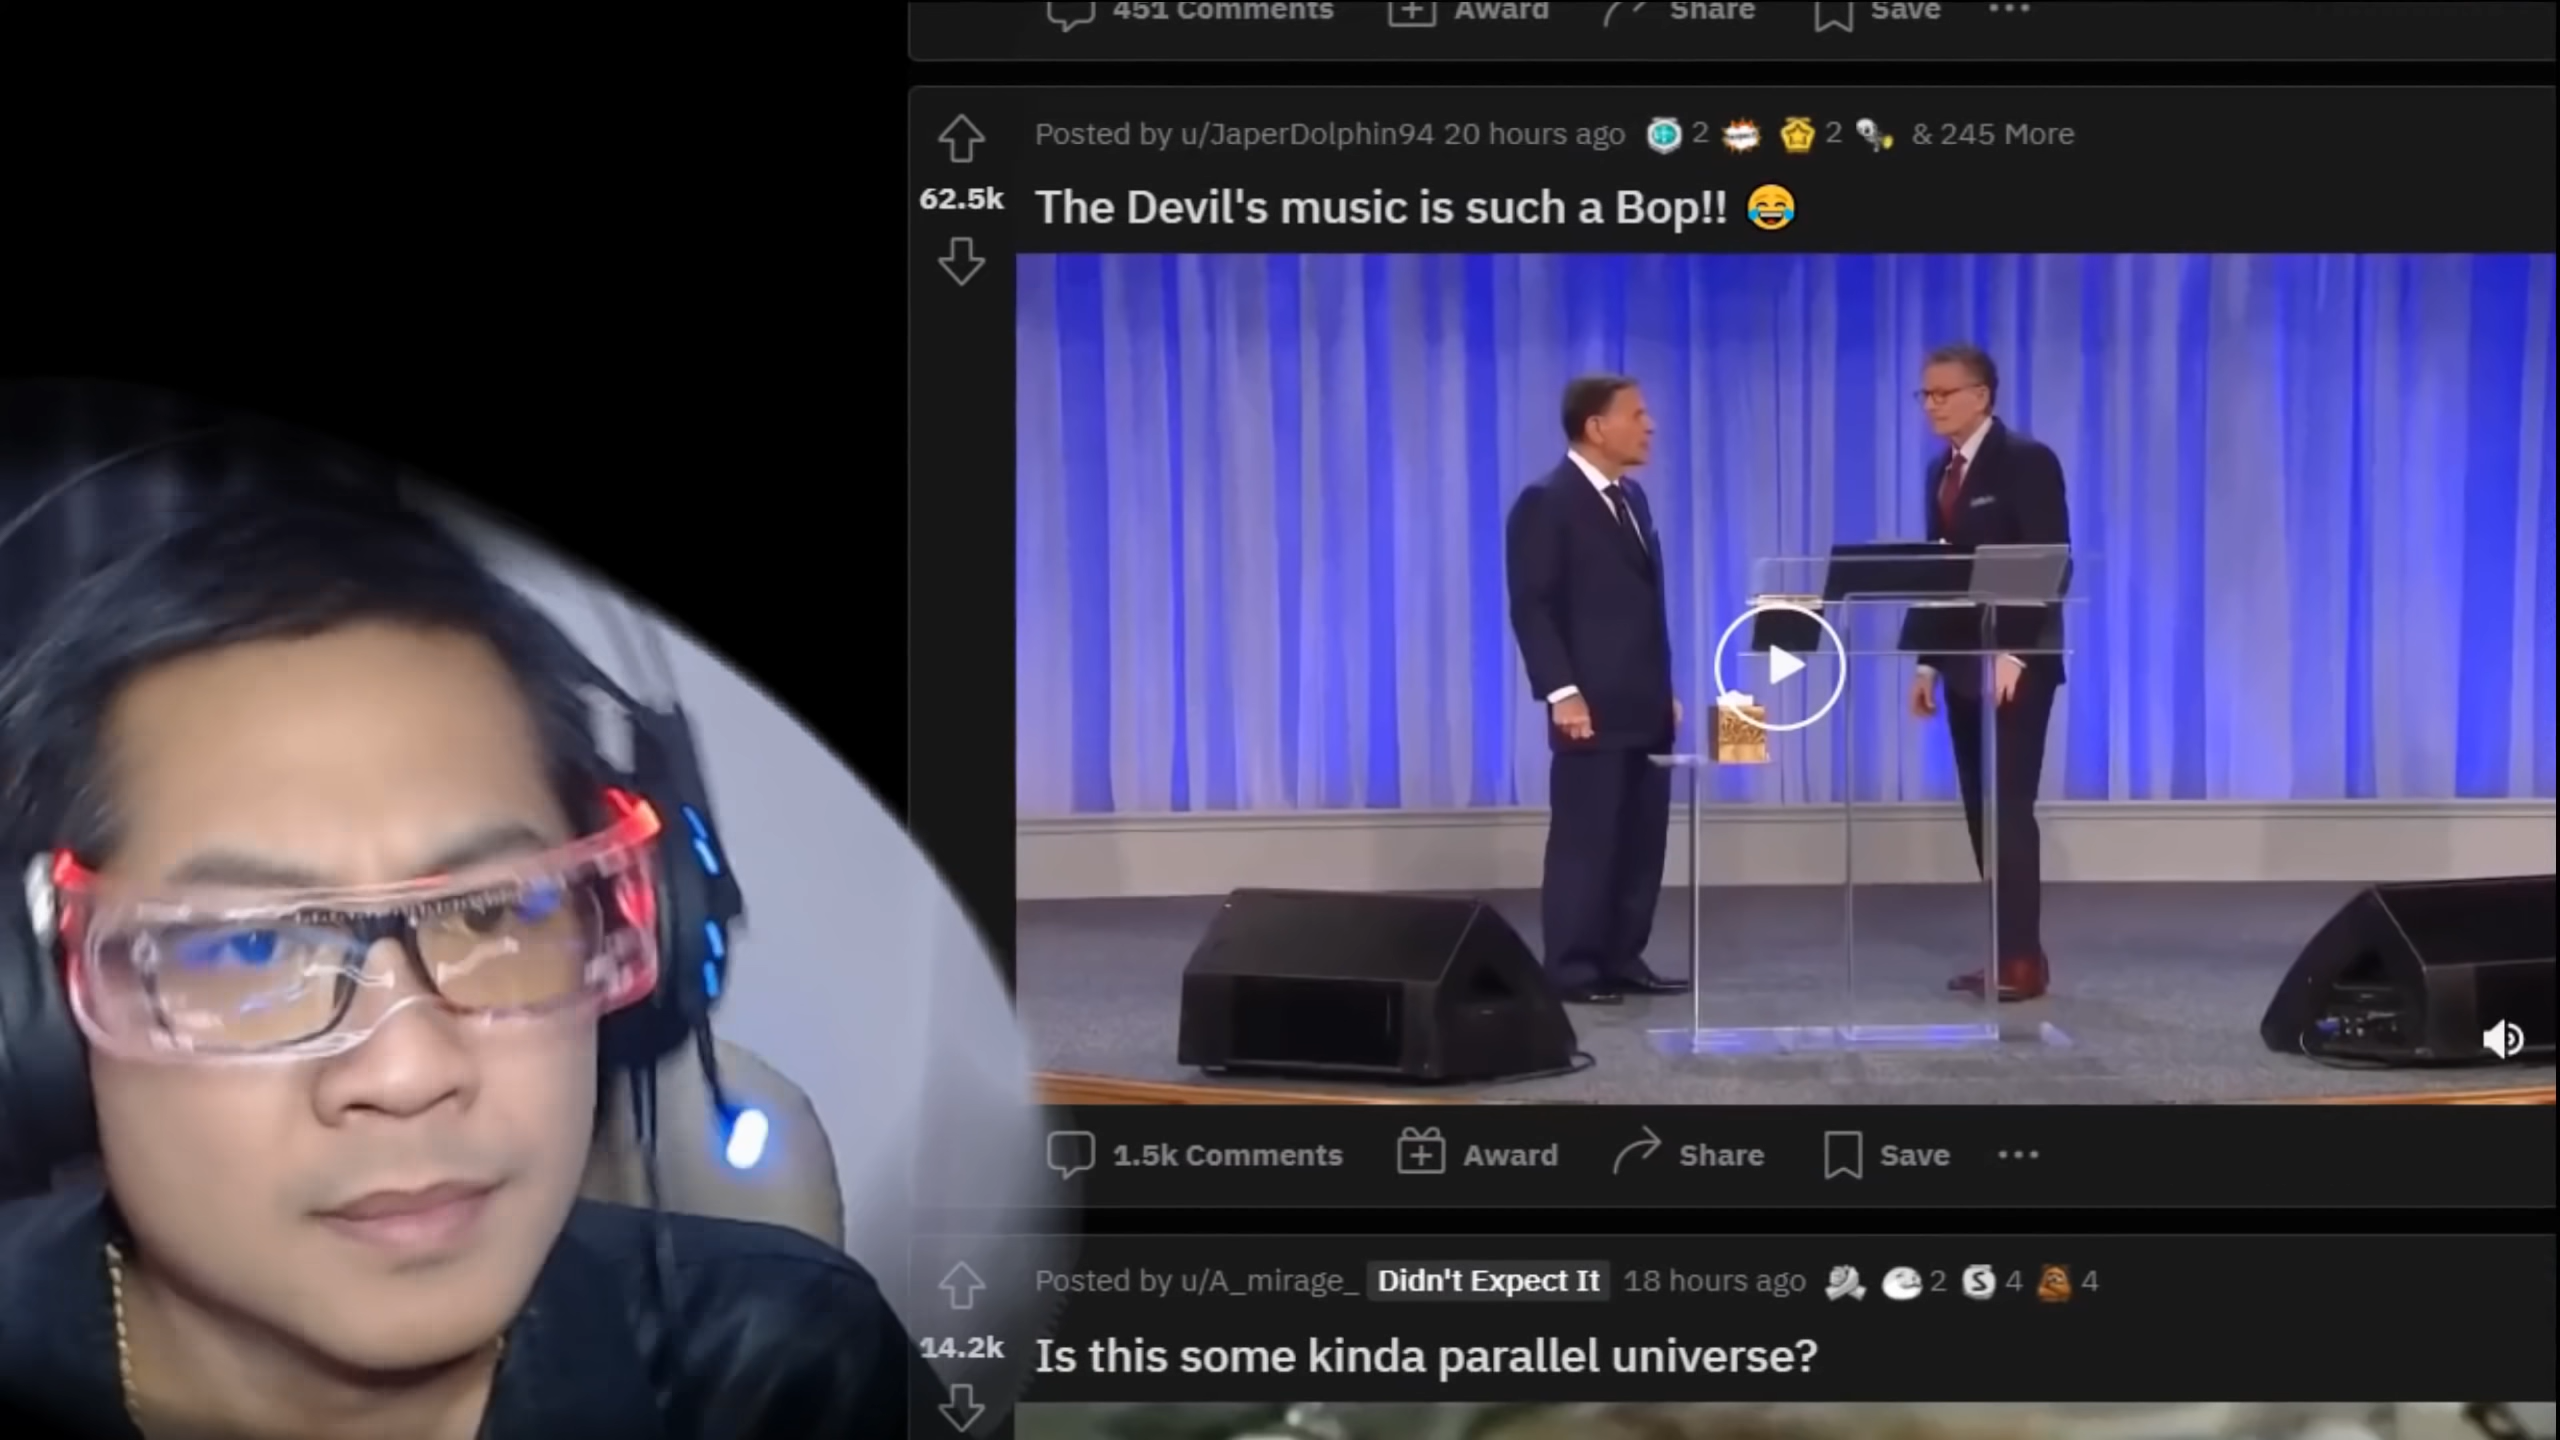 451 Comments Award Share Save
Posted by u/JaperDolphin94 20 hours ago 2 2 & 245 More
62.5k The Devil's music is such a Bop!! 😂
1.5k Comments Award Share Save
Posted by u/A_mirage_ Didn't Expect It 18 hours ago 2 S 4 4
14.2k Is this some kinda parallel universe?